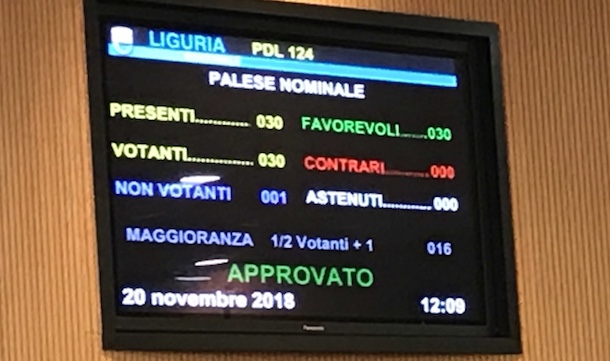 LIGURIA PDL 124
PALESE NOMINALE
PRESENTI............ 030 FAVOREVOLI.......030
VOTANTI.............. 030 CONTRARI...........000
NON VOTANTI 001 ASTENUTI...........000
MAGGIORANZA 1/2 Votanti + 1 016
APPROVATO
20 novembre 2018 12:09
Panasonic